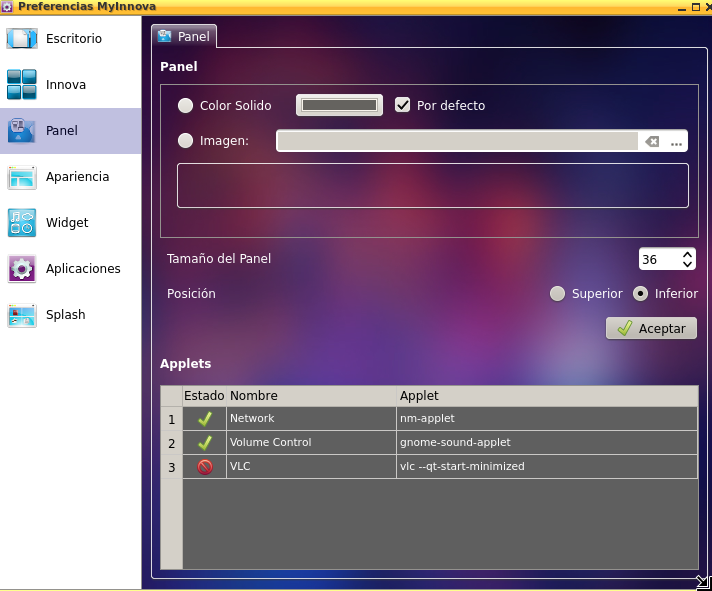 Preferencias MyInnova
Escritorio
Innova
Panel
Apariencia
Widget
Aplicaciones
Splash
Panel
Panel
Color Solido
Por defecto
Imagen:
...
Tamaño del Panel
36
Posición
Superior
Inferior
Aceptar
Applets
Estado Nombre Applet
1 Network nm-applet
2 Volume Control gnome-sound-applet
3 VLC vlc --qt-start-minimized